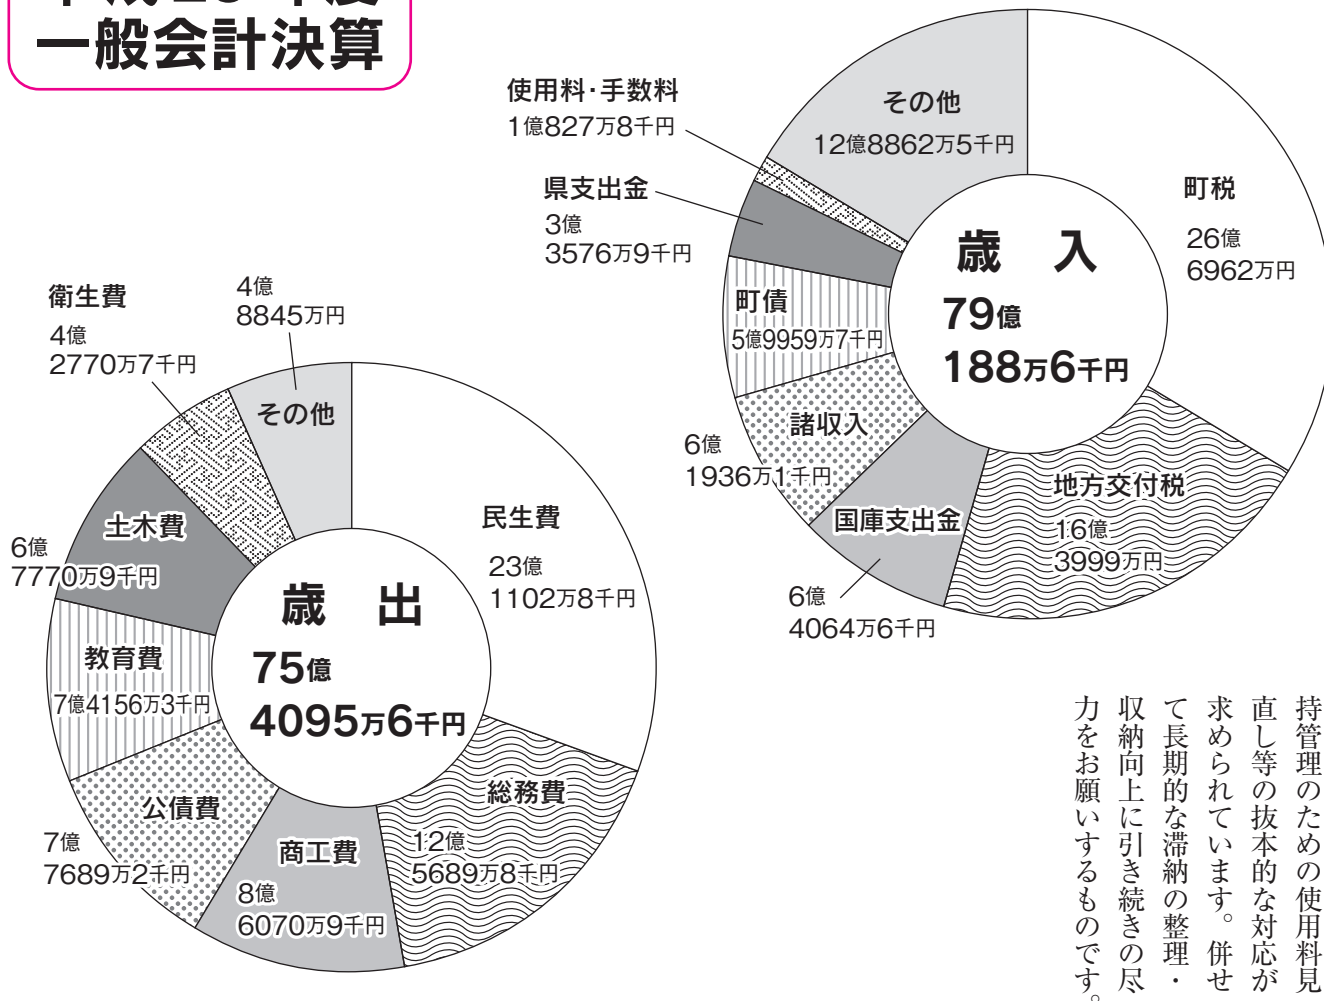 一般会計決算
使用料・手数料
1億827万8千円
県支出金
3億
3576万9千円
その他
12億8862万5千円
町税
26億
6962万円
町債
5億9959万7千円
諸収入
6億
1936万1千円
国庫支出金
6億
4064万6千円
地方交付税
16億
3999万円
歳 入
79億
188万6千円
衛生費
4億
2770万7千円
4億
8845万円
その他
土木費
6億
7770万9千円
教育費
7億4156万3千円
公債費
7億
7689万2千円
商工費
8億
6070万9千円
総務費
12億
5689万8千円
民生費
23億
1102万8千円
歳 出
75億
4095万6千円
持管理のための使用料見
直し等の抜本的な対応が
求められています。併せ
て長期的な滞納の整理・
収納向上に引き続きの尽
力をお願いするものです。